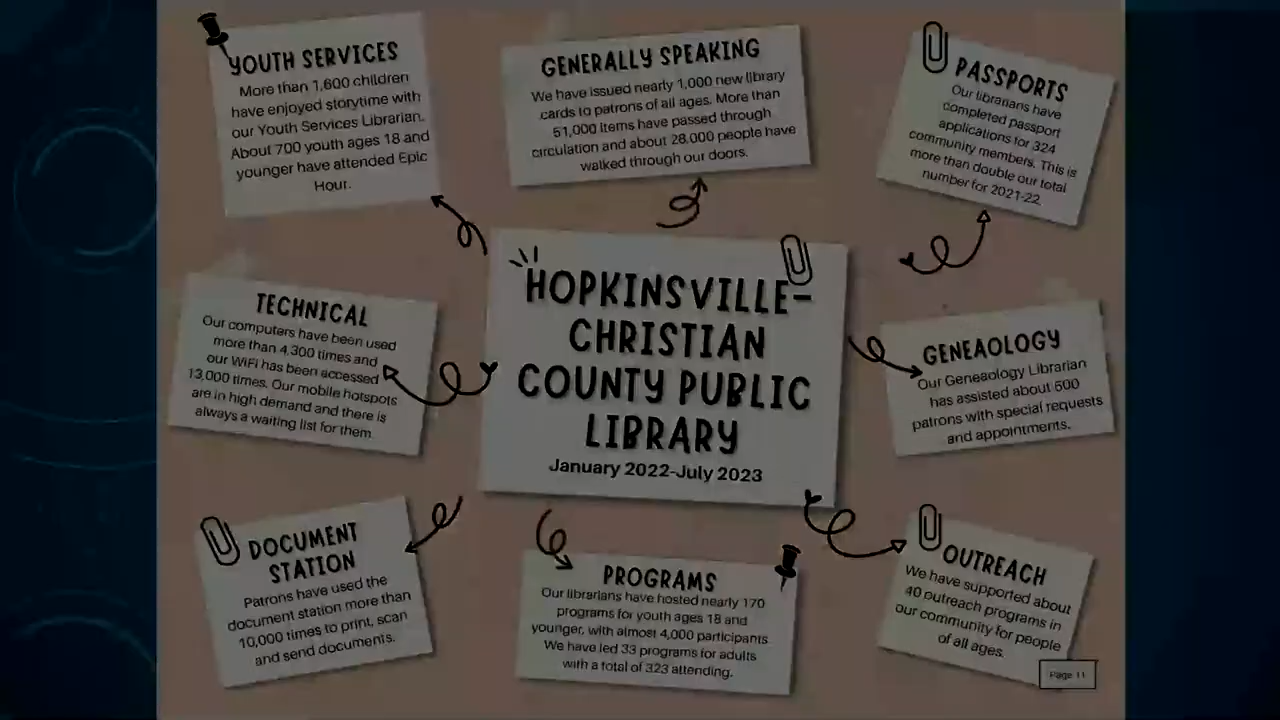 YOUTH SERVICES
More than 1,600 children
have enjoyed storytime with
our Youth Services Librarian.
About 700 youth ages 18 and
younger have attended Epic
Hour.
GENERALLY SPEAKING
We have issued nearly 1,000 new library
cards to patrons of all ages. More than
51,000 items have passed through
circulation and about 28,000 people have
walked through our doors.
PASSPORTS
Our librarians have
completed passport
applications for 324
community members. This is
more than double our total
number for 2021-22.
TECHNICAL
Our computers have been used
more than 4,300 times and
our WiFi has been accessed
13,000 times. Our mobile hotspots
are in high demand and there is
always a waiting list for them.
HOPKINSVILLE-
CHRISTIAN
COUNTY PUBLIC
LIBRARY
January 2022-July 2023
GENEAOLOGY
Our Geneaology Librarian
has assisted about 600
patrons with special requests
and appointments.
DOCUMENT
STATION
Patrons have used the
document station more than
10,000 times to print, scan
and send documents.
PROGRAMS
Our librarians have hosted nearly 170
programs for youth ages 18 and
younger, with almost 4,000 participants
We have led 33 programs for adults
with a total of 323 attending.
OUTREACH
We have supported about
40 outreach programs in
our community for people
of all ages.
Page 11